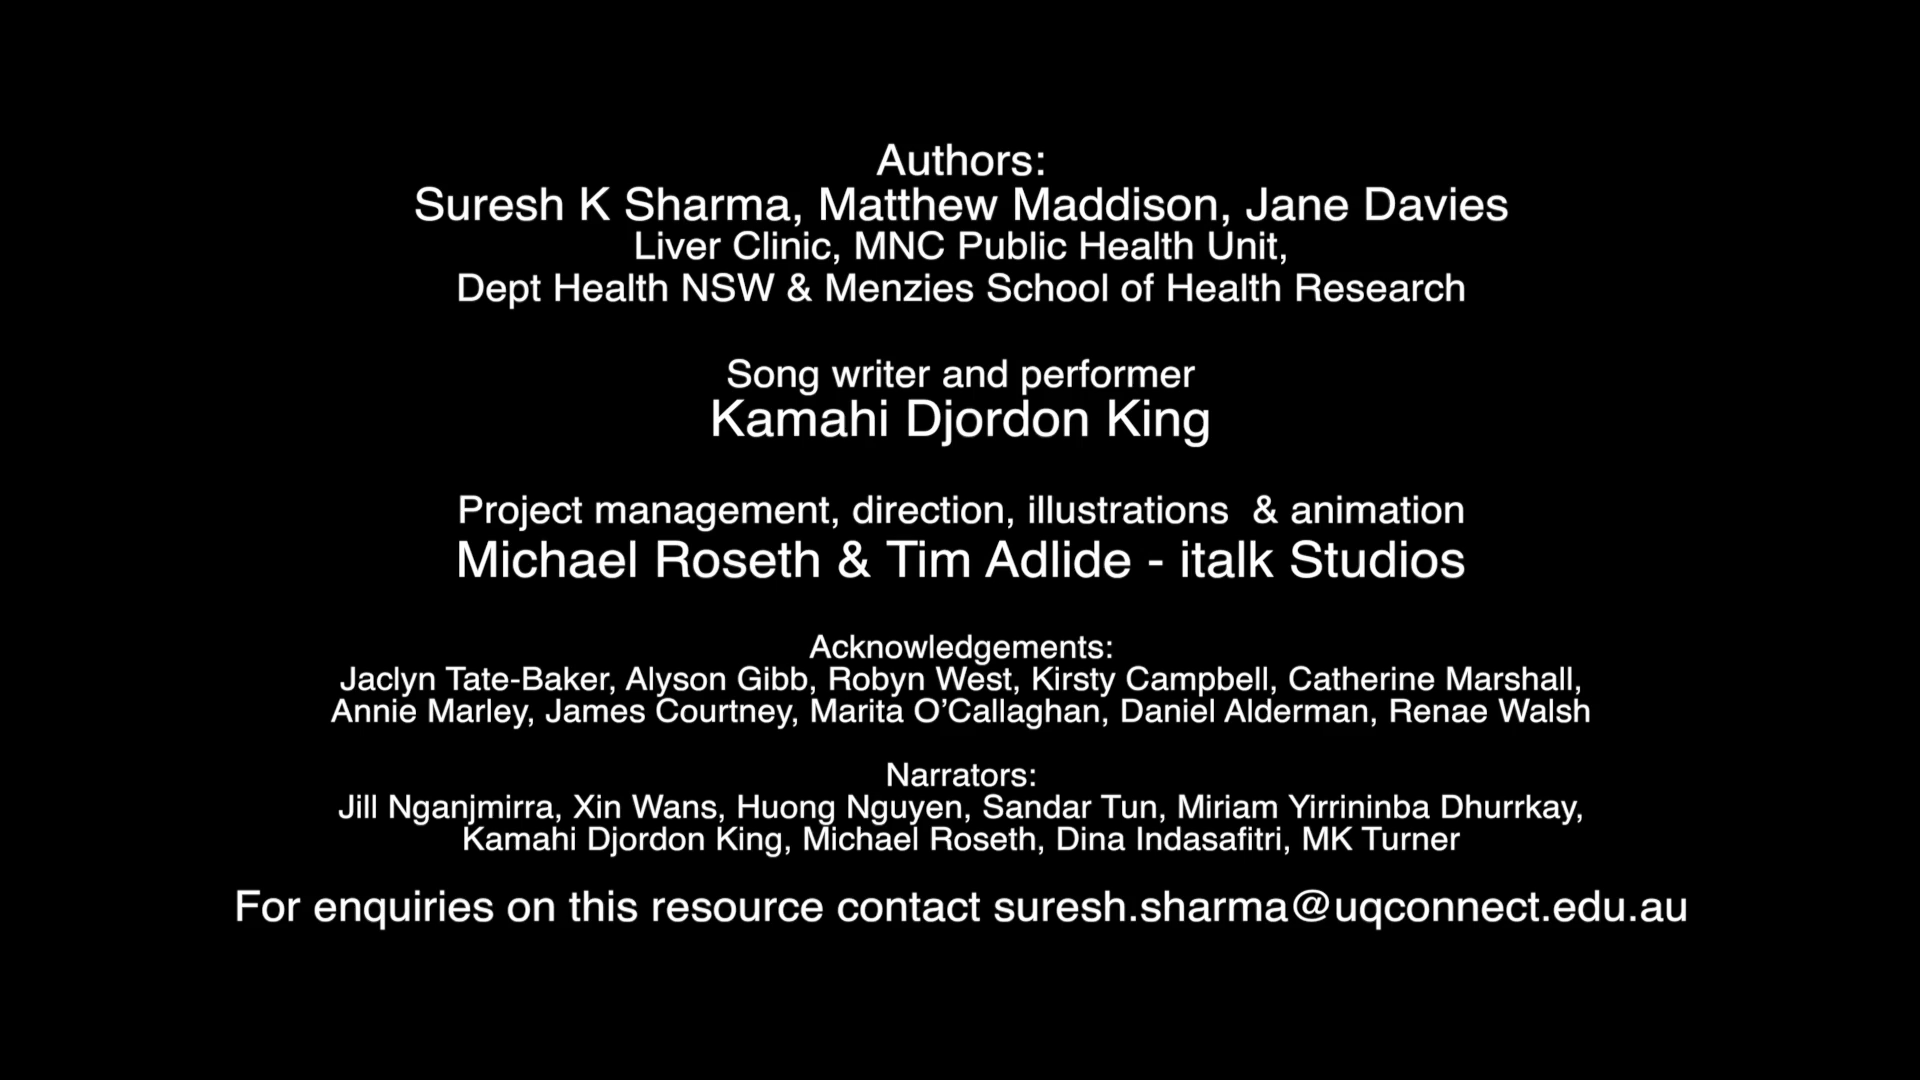 Authors:
Suresh K Sharma, Matthew Maddison, Jane Davies
Liver Clinic, MNC Public Health Unit,
Dept Health NSW & Menzies School of Health Research
Song writer and performer
Kamahi Djordon King
Project management, direction, illustrations  & animation
Michael Roseth & Tim Adlide - italk Studios
Acknowledgements:
Jaclyn Tate-Baker, Alyson Gibb, Robyn West, Kirsty Campbell, Catherine Marshall,
Annie Marley, James Courtney, Marita O’Callaghan, Daniel Alderman, Renae Walsh
Narrators:
Jill Nganjmirra, Xin Wans, Huong Nguyen, Sandar Tun, Miriam Yirrininba Dhurrkay,
Kamahi Djordon King, Michael Roseth, Dina Indasafitri, MK Turner
For enquiries on this resource contact suresh.sharma@uqconnect.edu.au